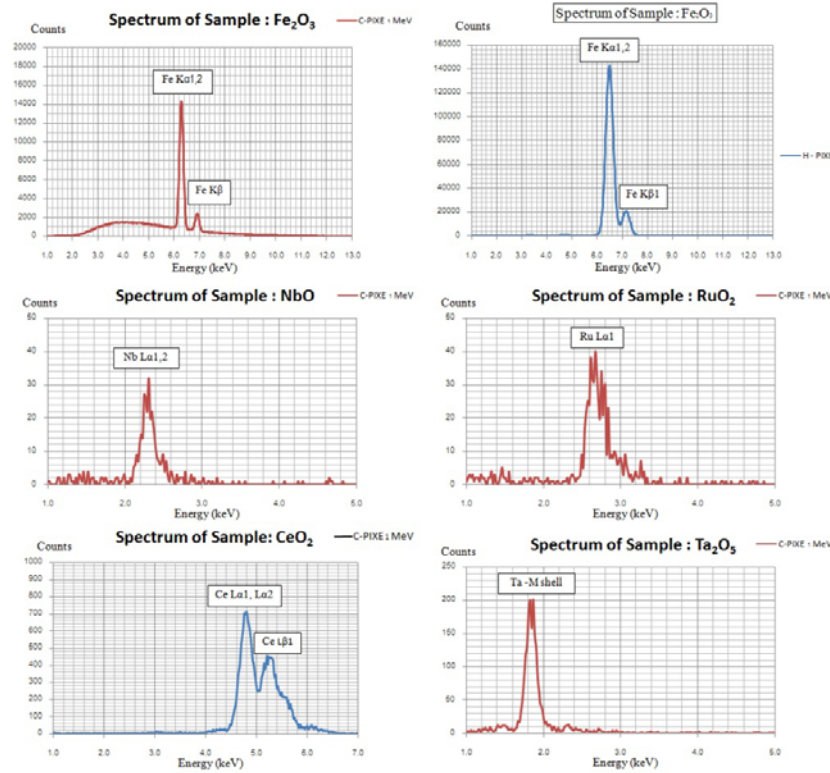 Spectrum of Sample : Fe₂O₃
C-PIXE 1 MeV
Counts
20000
18000
16000
14000
12000
10000
8000
6000
4000
2000
0
Fe Kα1,2
Fe Kβ
1.0 2.0 3.0 4.0 5.0 6.0 7.0 8.0 9.0 10.0 11.0 12.0 13.0
Energy (keV)
Spectrum of Sample : Fe₂O₃
Counts
160000
140000
120000
100000
80000
60000
40000
20000
0
Fe Kα1,2
Fe Kβ1
H - PIXE
1.0 2.0 3.0 4.0 5.0 6.0 7.0 8.0 9.0 10.0 11.0 12.0 13.0
Energy (keV)
Counts
Spectrum of Sample : NbO
C-PIXE 1 MeV
60
40
30
20
10
0
Nb Lα1,2
1.0 2.0 3.0 4.0 5.0
Energy (keV)
Counts
Spectrum of Sample : RuO₂
C-PIXE 1 MeV
60
40
30
20
10
0
Ru Lα1
1.0 2.0 3.0 4.0 5.0
Energy (keV)
Counts
Spectrum of Sample: CeO₂
C-PIXE 1 MeV
1000
900
800
700
600
500
400
300
200
100
0
Ce Lα1, Lα2
Ce Lβ1
1.0 2.0 3.0 4.0 5.0 6.0 7.0
Energy (keV)
Counts
Spectrum of Sample : Ta₂O₅
C-PIXE 1 MeV
250
200
150
100
50
0
Ta -M shell
1.0 2.0 3.0 4.0 5.0
Energy (keV)